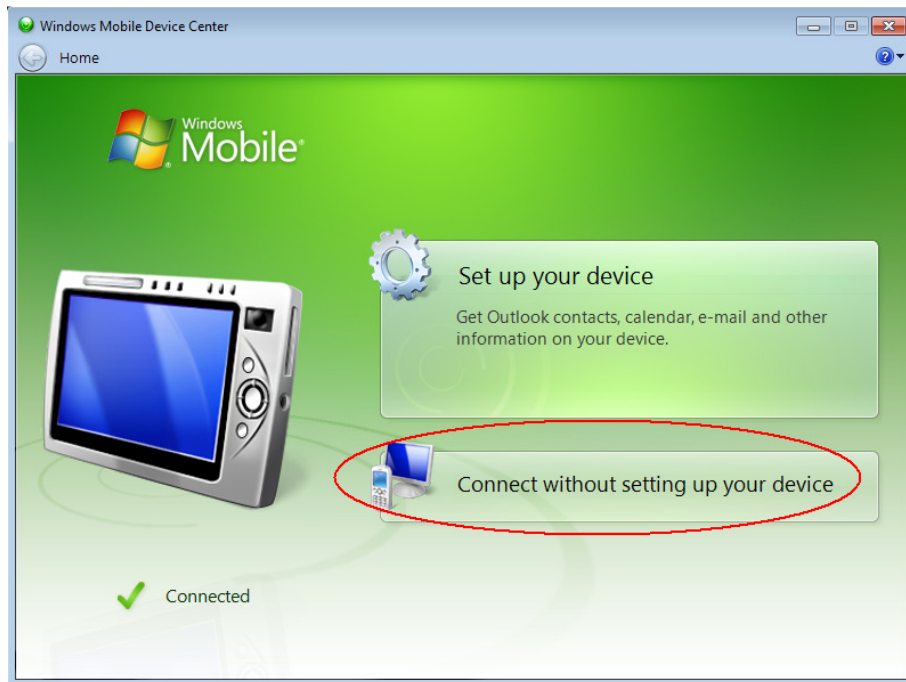 Windows Mobile Device Center
Home
Windows
Mobile
Set up your device
Get Outlook contacts, calendar, e-mail and other
information on your device.
Connect without setting up your device
Connected